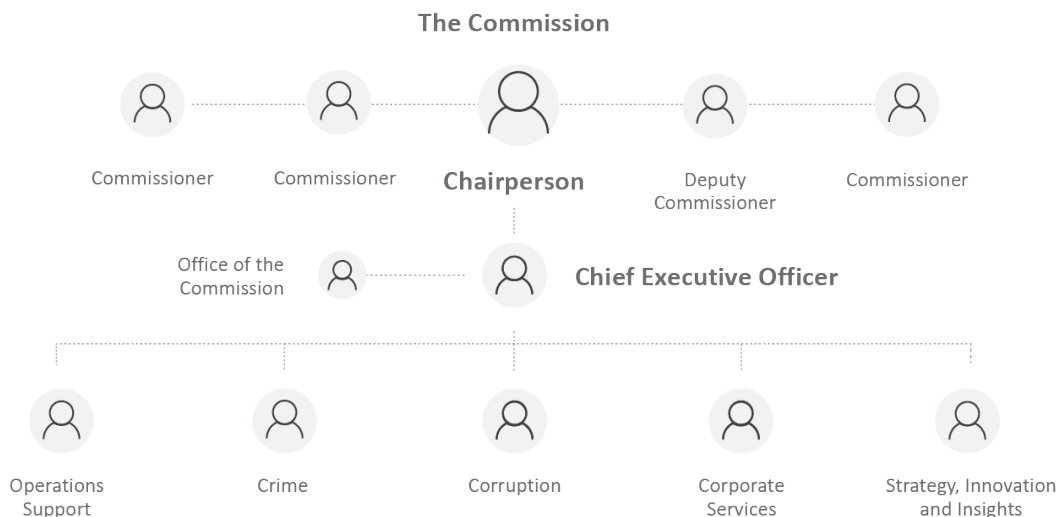 The Commission
Commissioner
Commissioner
Chairperson
Deputy
Commissioner
Commissioner
Office of the
Commission
Chief Executive Officer
Operations
Support
Crime
Corruption
Corporate
Services
Strategy, Innovation
and Insights